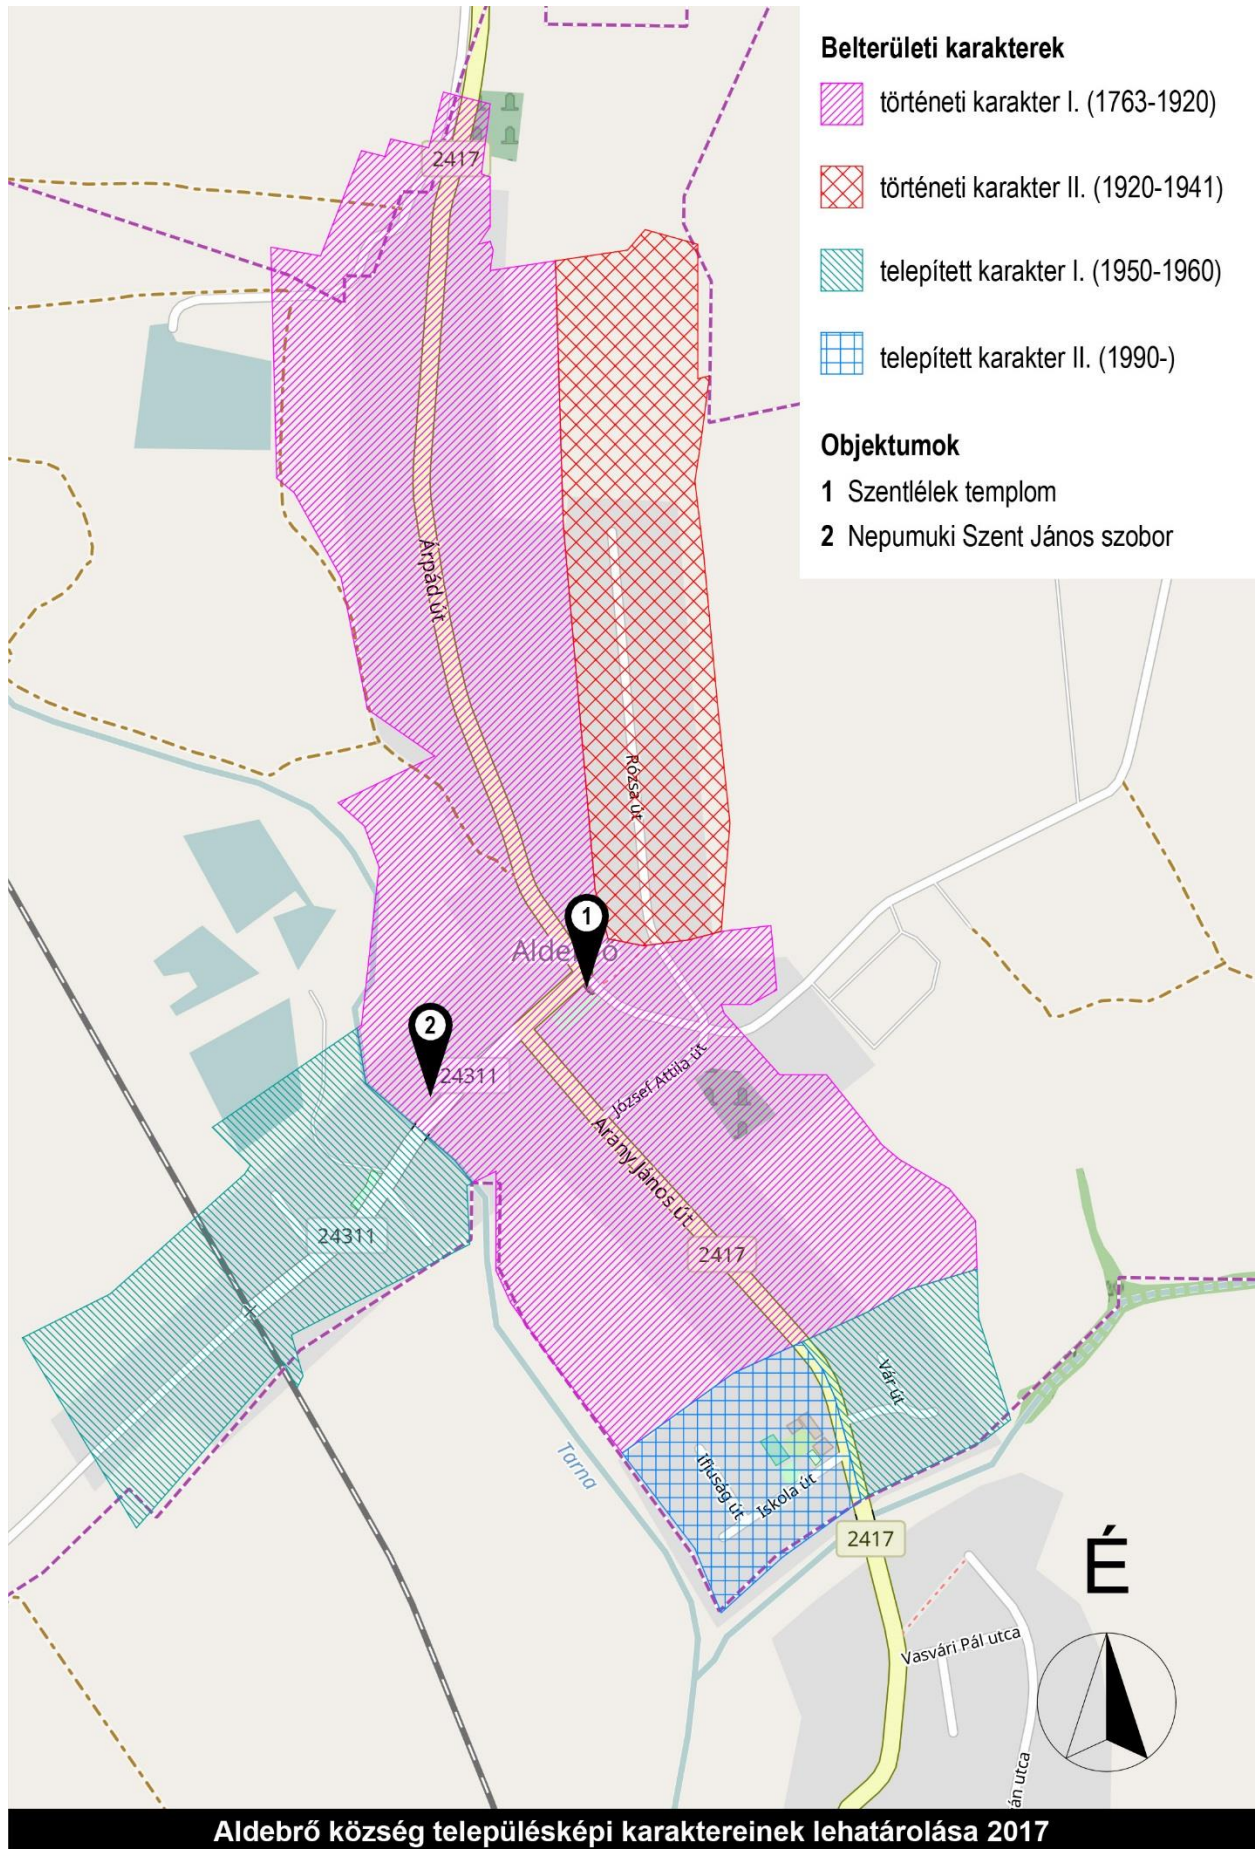 Belterületi karakterek
történeti karakter I. (1763-1920)
történeti karakter II. (1920-1941)
telepített karakter I. (1950-1960)
telepített karakter II. (1990-)
Objektumok
1 Szentlélek templom
2 Nepumuki Szent János szobor
2417
Árpád út
Rózsa út
1
Aldebrő
2
24311
József Attila út
Arany János út
24311
2417
Vár út
Tarna
Ifjúság út
Iskola út
2417
É
Vasvári Pál utca
án utca
Aldebrő község településképi karaktereinek lehatárolása 2017